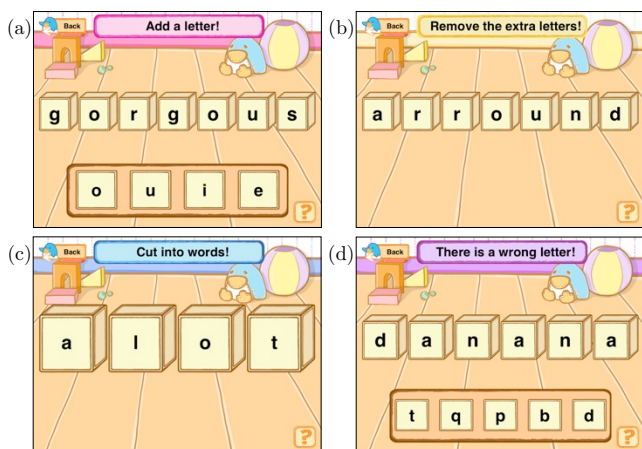 (a)
Back
Add a letter!
g o r g o u s
o u i e
?
(b)
Back
Remove the extra letters!
a r r o u n d
?
(c)
Back
Cut into words!
a l o t
?
(d)
Back
There is a wrong letter!
d a n a n a
t q p b d
?